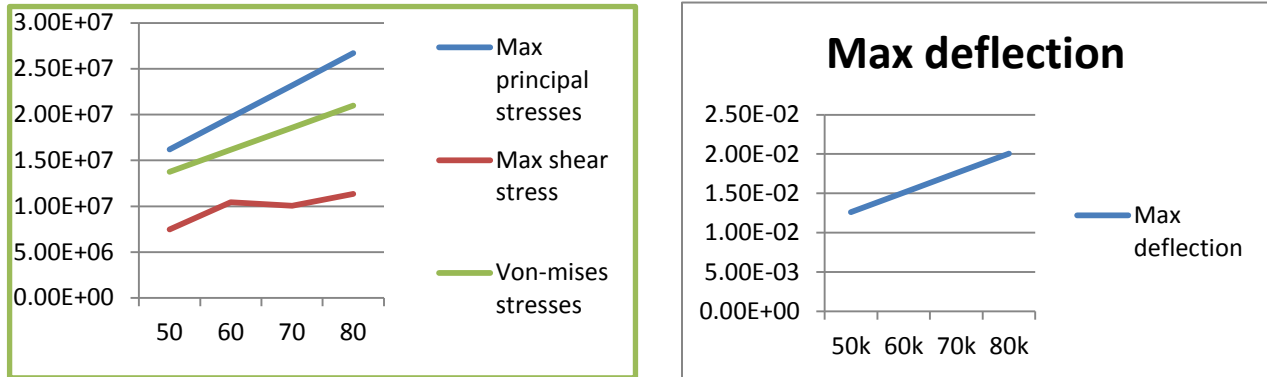 3.00E+07
2.50E+07
2.00E+07
1.50E+07
1.00E+07
5.00E+06
0.00E+00
50 60 70 80
Max
principal
stresses
Max shear
stress
Von-mises
stresses
Max deflection
2.50E-02
2.00E-02
1.50E-02
1.00E-02
5.00E-03
0.00E+00
50k 60k 70k 80k
Max
deflection